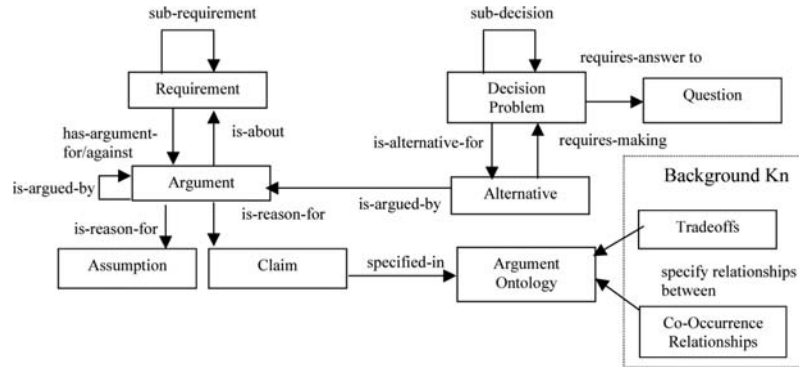 sub-requirement
sub-decision
requires-answer to
Requirement
Decision
Problem
Question
has-argument-
for/against
is-about
is-alternative-for
requires-making
is-argued-by
Argument
Alternative
Background Kn
is-argued-by
is-reason-for
is-reason-for
Tradeoffs
Assumption
Claim
specified-in
Argument
Ontology
specify relationships
between
Co-Occurrence
Relationships